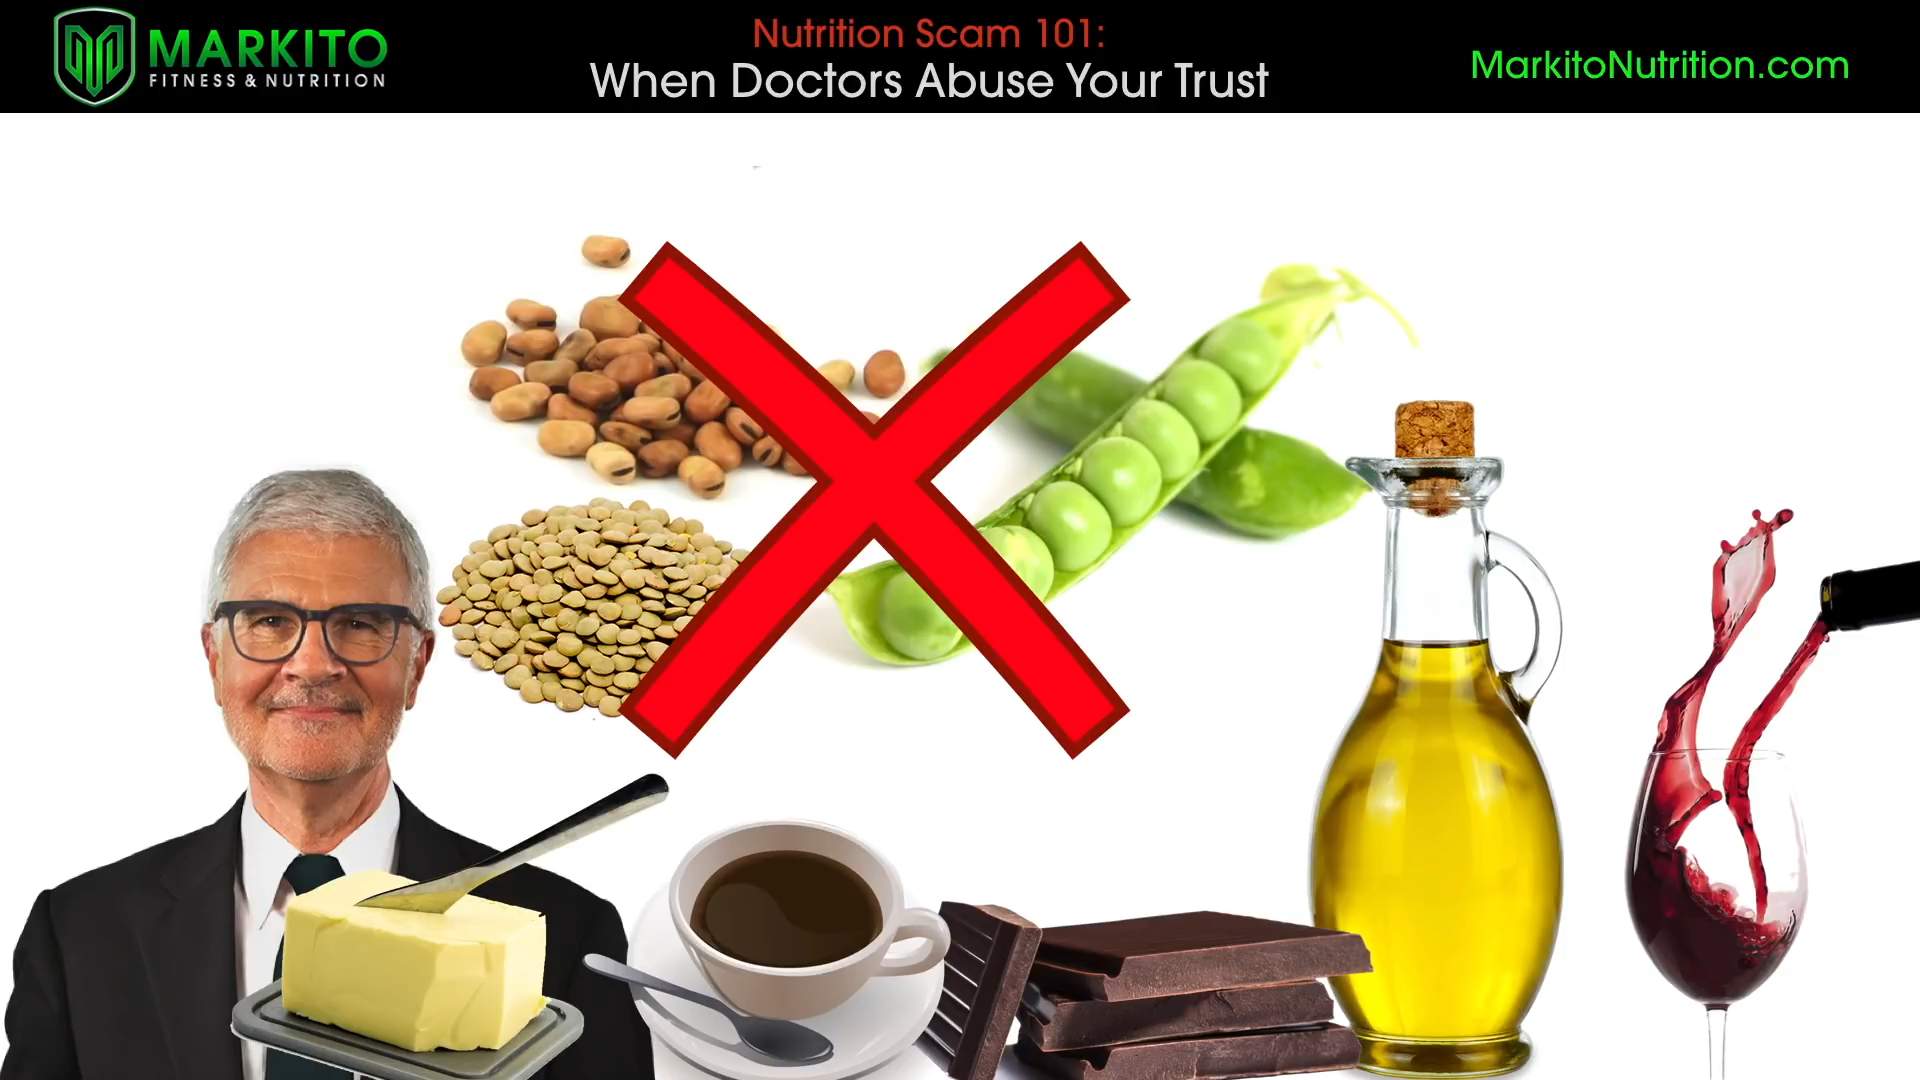 MARKITO
FITNESS & NUTRITION
Nutrition Scam 101:
When Doctors Abuse Your Trust
MarkitoNutrition.com